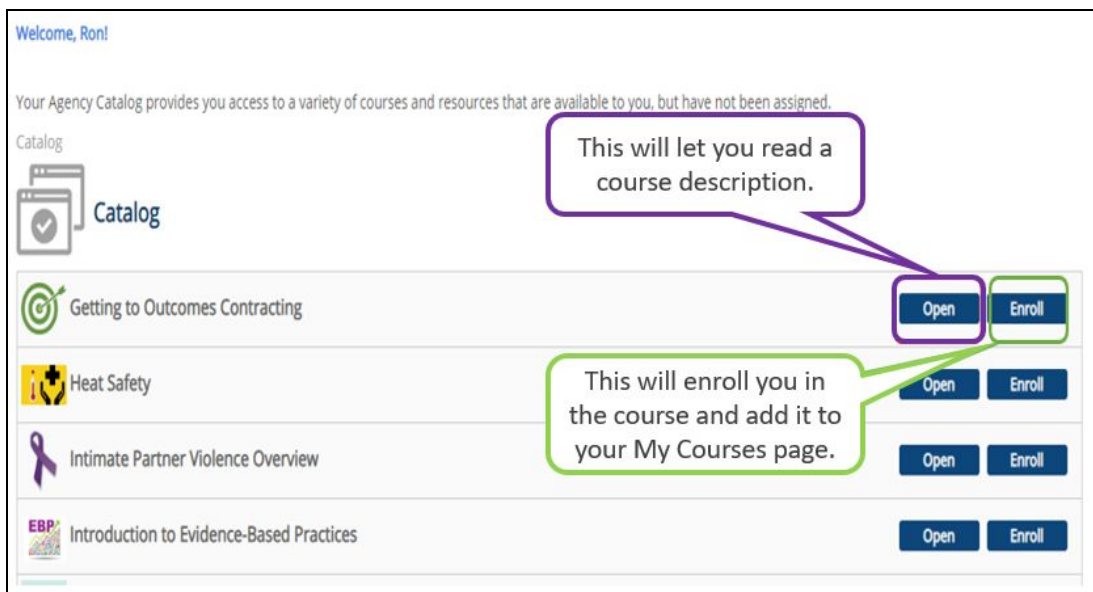 Welcome, Ron!
Your Agency Catalog provides you access to a variety of courses and resources that are available to you, but have not been assigned.
Catalog
This will let you read a
course description.
Catalog
Getting to Outcomes Contracting
Open
Enroll
Heat Safety
This will enroll you in
the course and add it to
your My Courses page.
Open
Enroll
Intimate Partner Violence Overview
Open
Enroll
EBP
Introduction to Evidence-Based Practices
Open
Enroll